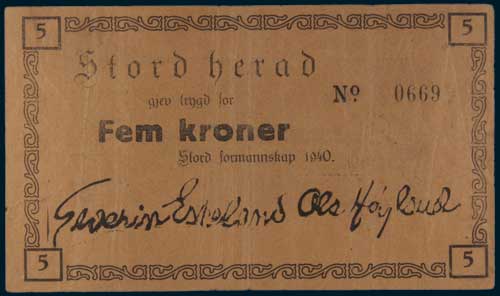 5 5
Stord herad
gjev trygd for
Nº 0669
Fem kroner
Stord formannskap 1940.
Severin Eskeland Ole Høyland
5 5